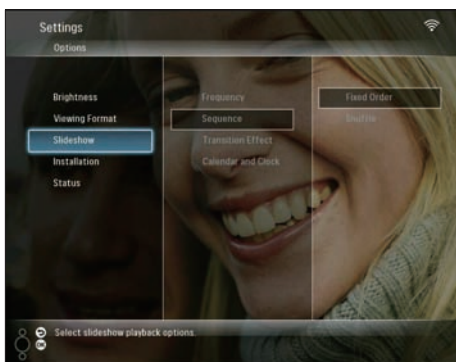 Settings
Options
Brightness
Viewing Format
Slideshow
Installation
Status
Frequency
Sequence
Transition Effect
Calendar and Clock
Fixed Order
Shuffle
Select slideshow playback options.
OK